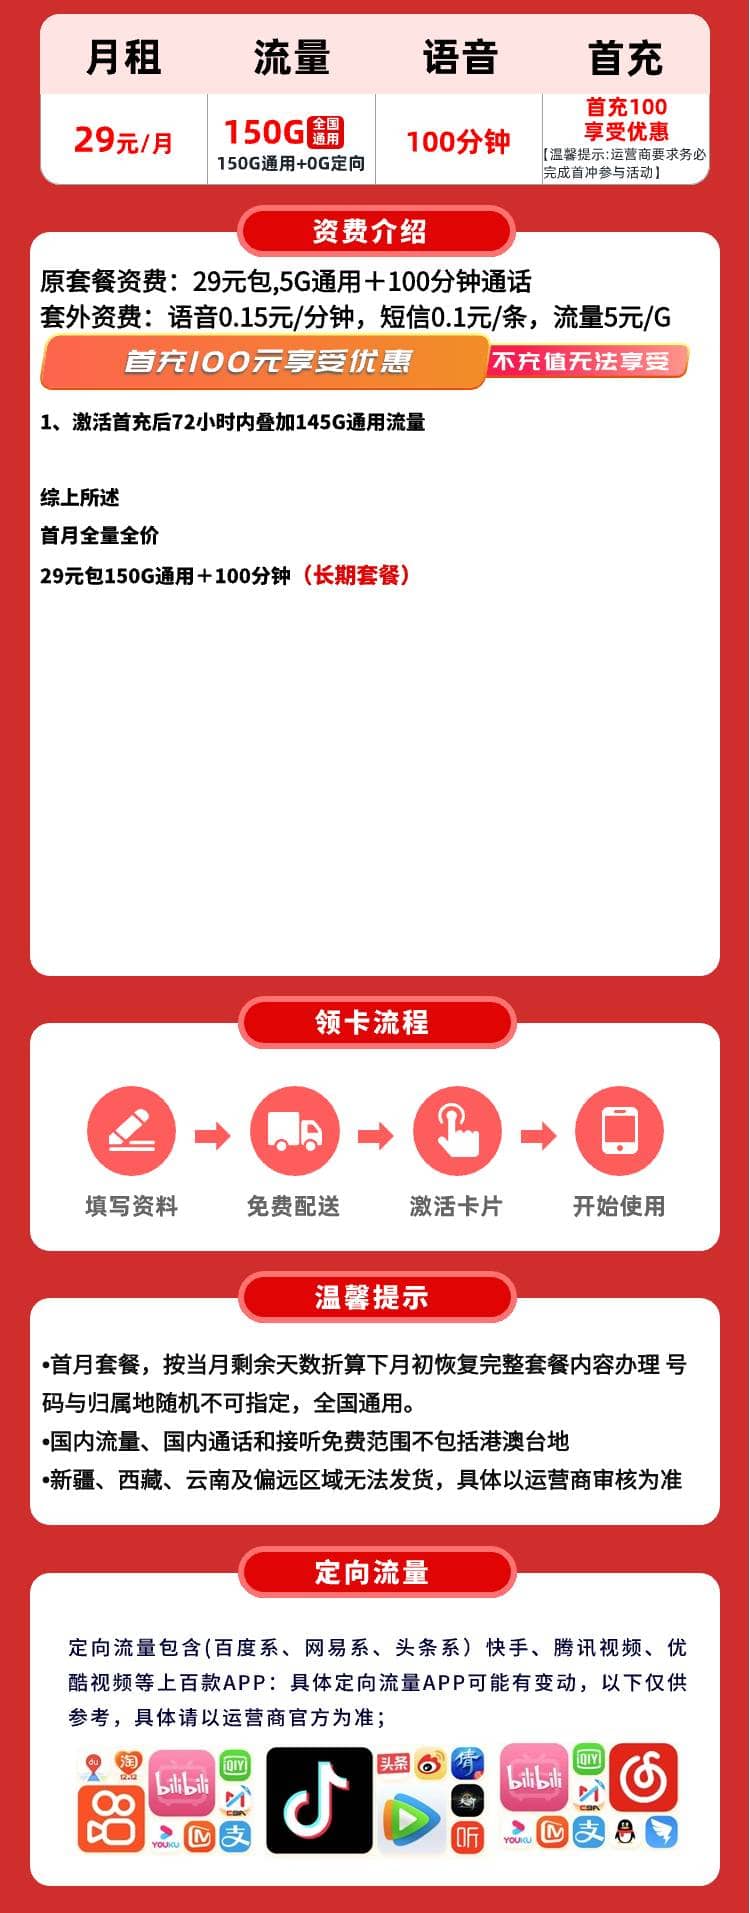 月租 流量 语音 首充
29元/月
150G 全国通用
150G通用+0G定向
100分钟
首充100
享受优惠
【温馨提示:运营商要求务必
完成首冲参与活动】
资费介绍
原套餐资费：29元包,5G通用＋100分钟通话
套外资费：语音0.15元/分钟，短信0.1元/条，流量5元/G
首充100元享受优惠 不充值无法享受
1、激活首充后72小时内叠加145G通用流量
综上所述
首月全量全价
29元包150G通用＋100分钟（长期套餐）
领卡流程
填写资料 免费配送 激活卡片 开始使用
温馨提示
•首月套餐，按当月剩余天数折算下月初恢复完整套餐内容办理 号
码与归属地随机不可指定，全国通用。
•国内流量、国内通话和接听免费范围不包括港澳台地
•新疆、西藏、云南及偏远区域无法发货，具体以运营商审核为准
定向流量
定向流量包含(百度系、网易系、头条系）快手、腾讯视频、优
酷视频等上百款APP：具体定向流量APP可能有变动，以下仅供
参考，具体请以运营商官方为准；
du 淘 12.12 bilibili QIY CBA YOUKU 支 头条 倩 听 bilibili QIY CBA YOUKU 支